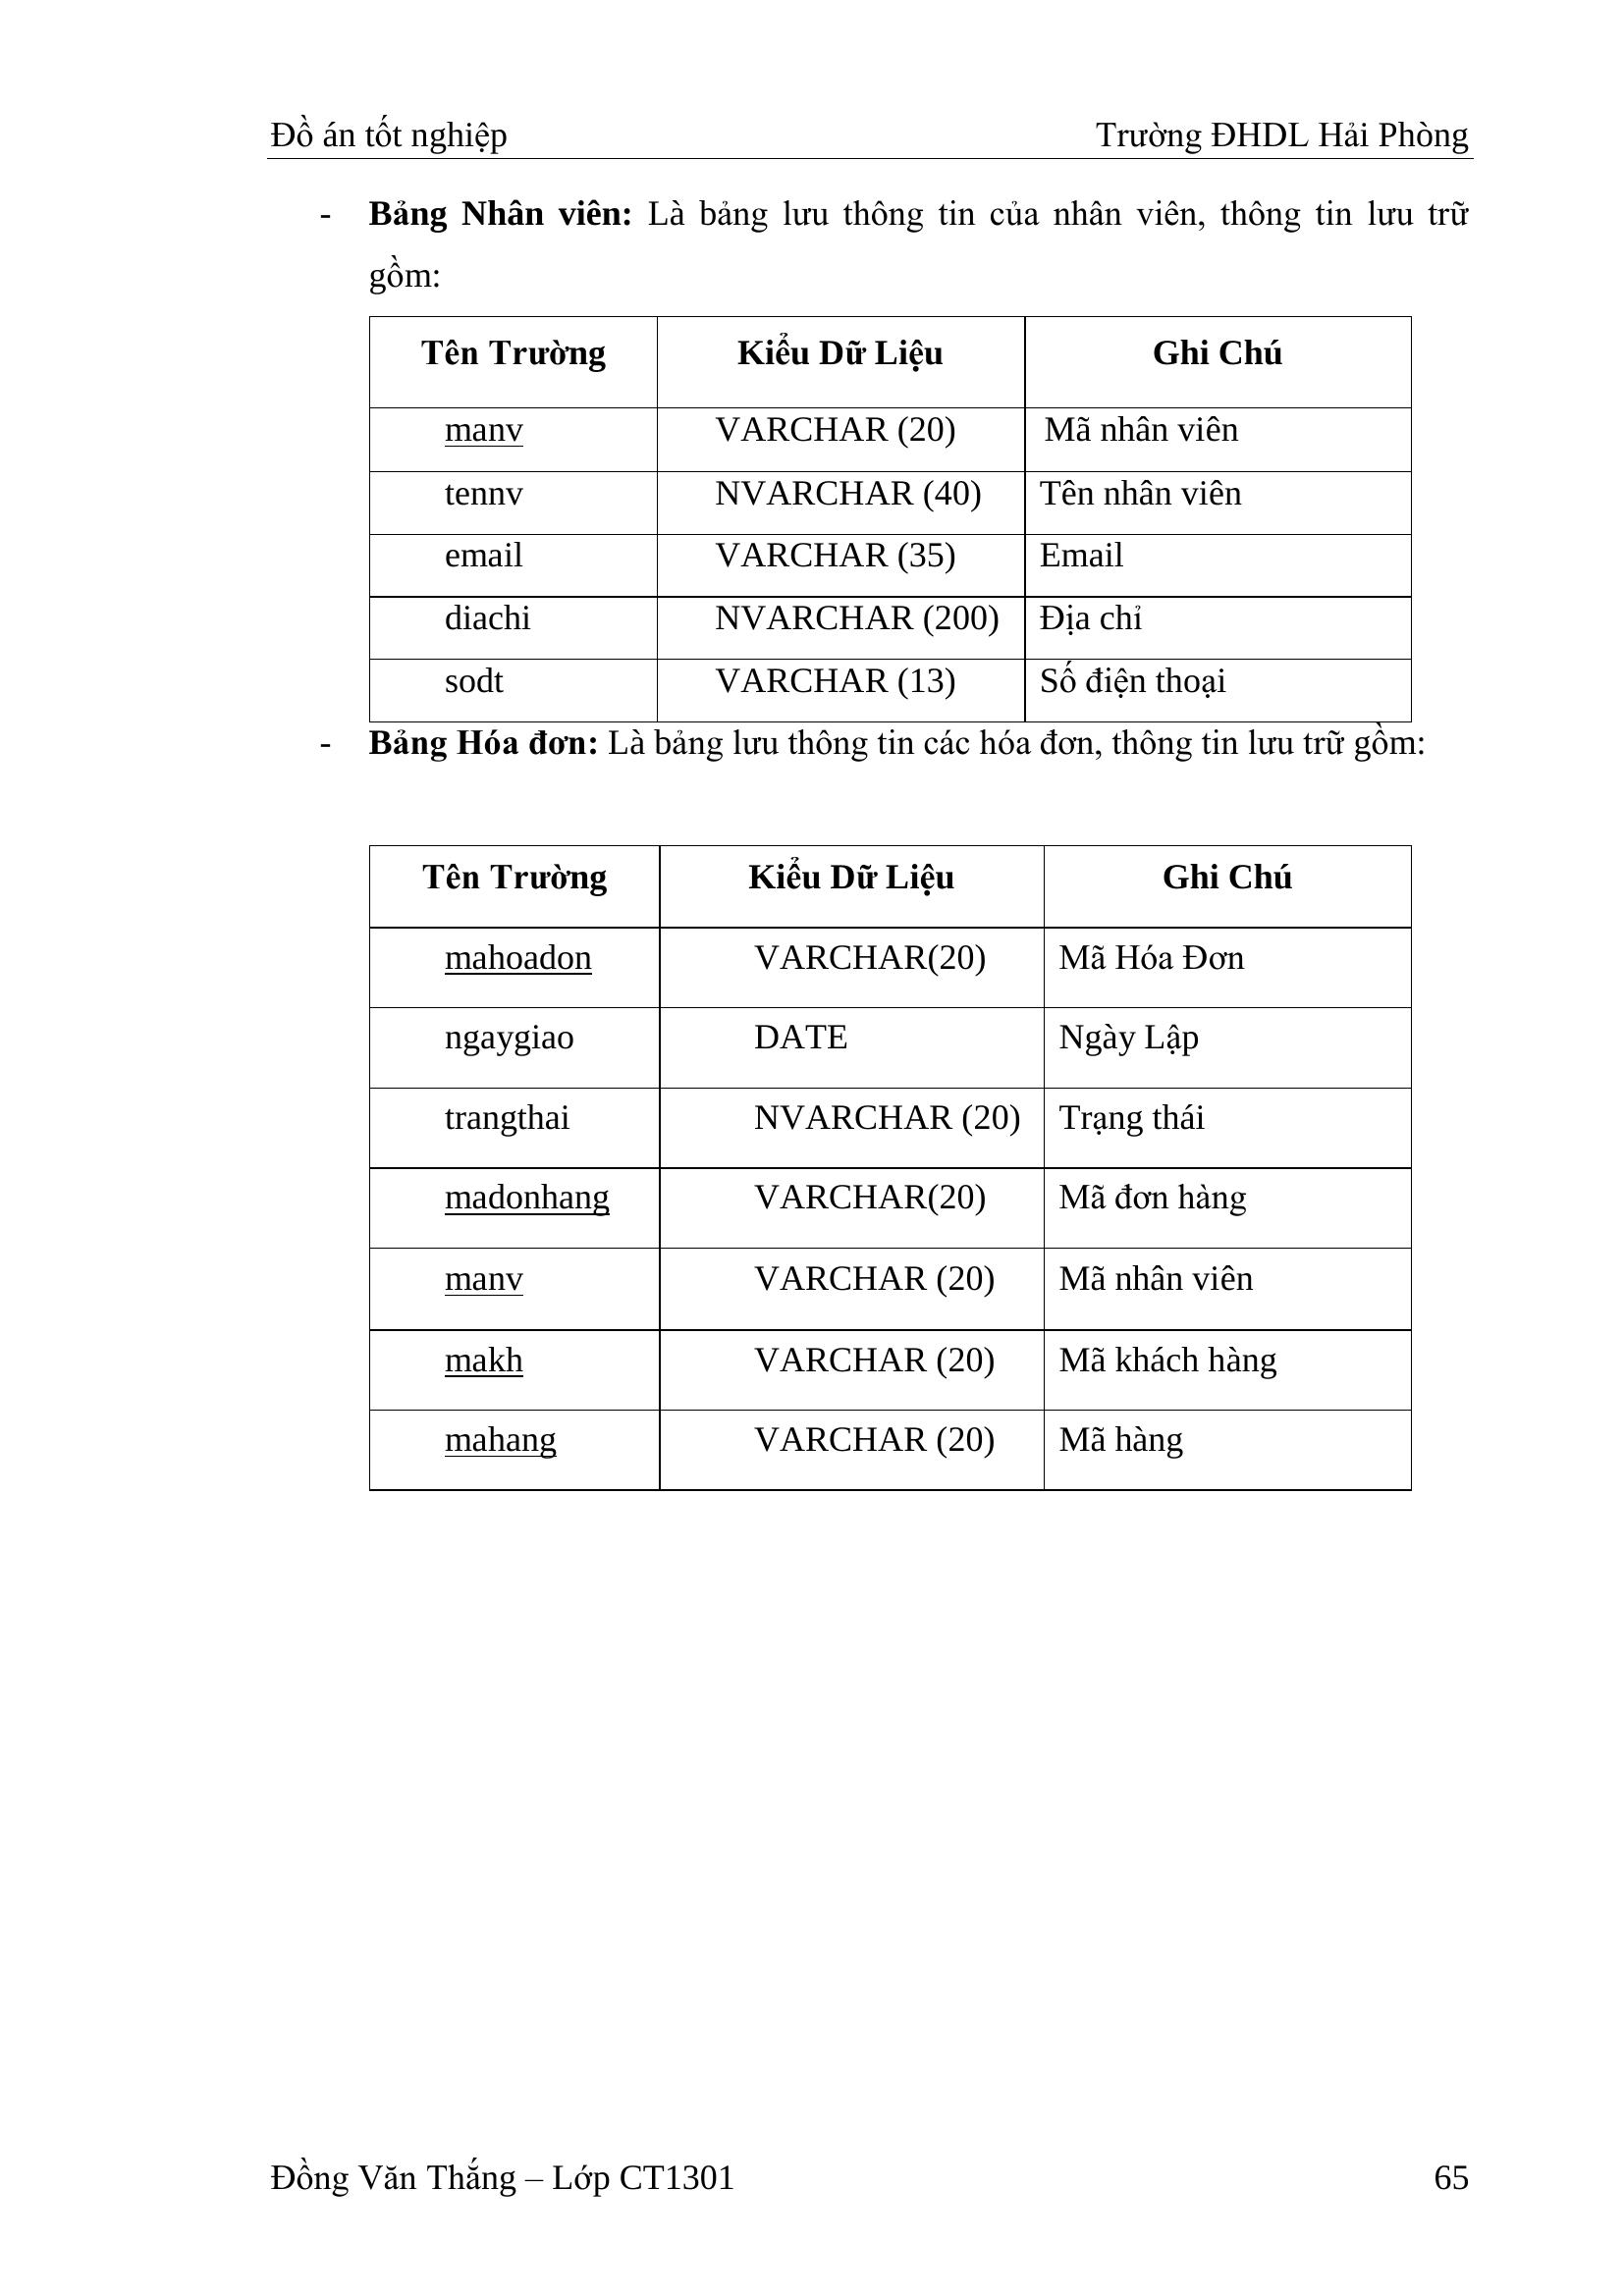 Đồ án tốt nghiệp Trường ĐHDL Hải Phòng
- Bảng Nhân viên: Là bảng lưu thông tin của nhân viên, thông tin lưu trữ
gồm:
Tên Trường Kiểu Dữ Liệu Ghi Chú
manv VARCHAR (20) Mã nhân viên
tennv NVARCHAR (40) Tên nhân viên
email VARCHAR (35) Email
diachi NVARCHAR (200) Địa chỉ
sodt VARCHAR (13) Số điện thoại
- Bảng Hóa đơn: Là bảng lưu thông tin các hóa đơn, thông tin lưu trữ gồm:
Tên Trường Kiểu Dữ Liệu Ghi Chú
mahoadon VARCHAR(20) Mã Hóa Đơn
ngaygiao DATE Ngày Lập
trangthai NVARCHAR (20) Trạng thái
madonhang VARCHAR(20) Mã đơn hàng
manv VARCHAR (20) Mã nhân viên
makh VARCHAR (20) Mã khách hàng
mahang VARCHAR (20) Mã hàng
Đồng Văn Thắng – Lớp CT1301 65